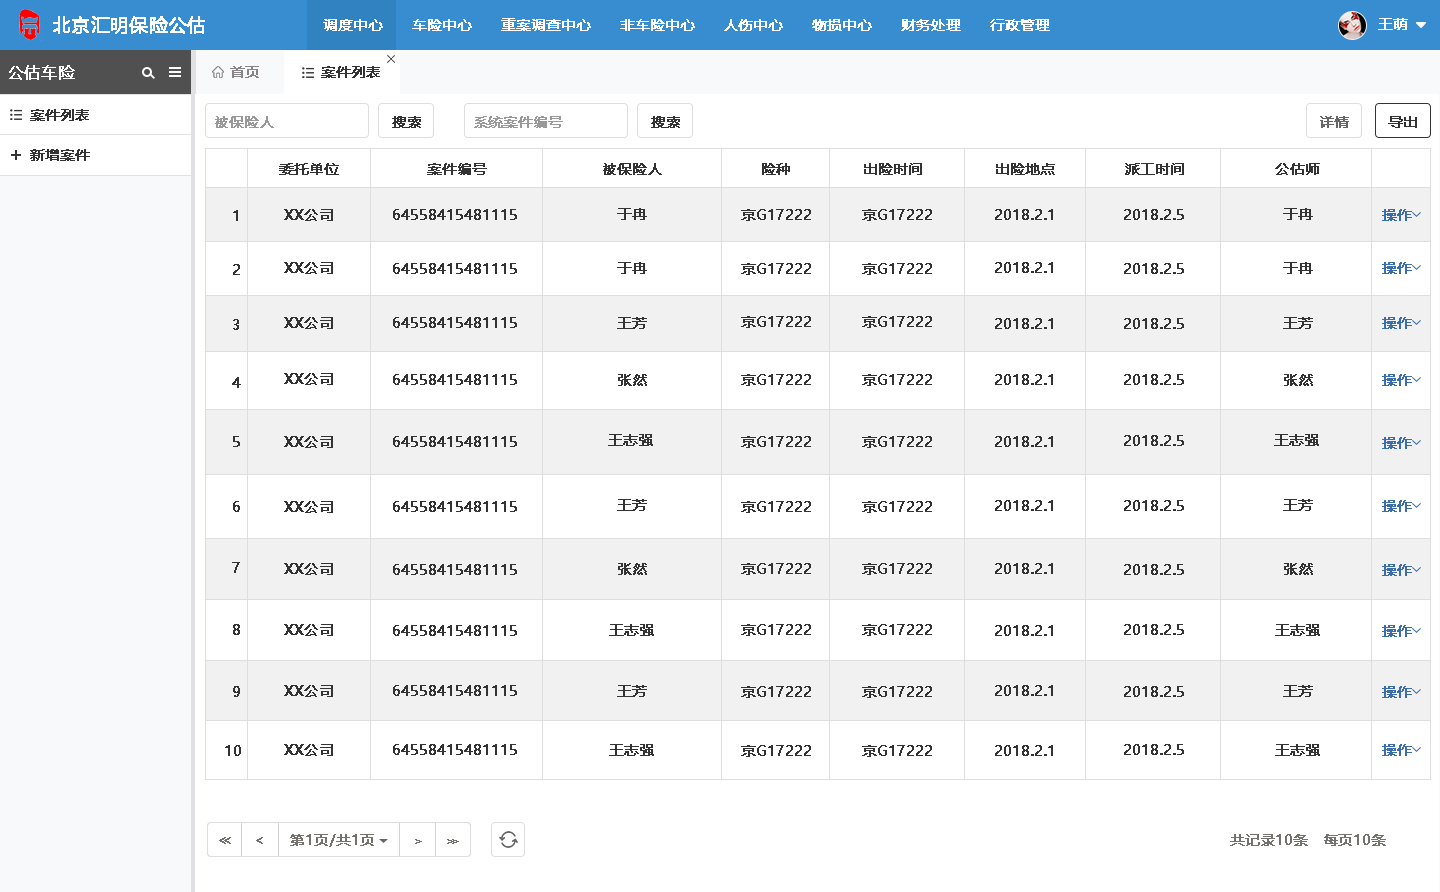 北京汇明保险公估 调度中心 车险中心 重案调查中心 非车险中心 人伤中心 物损中心 财务处理 行政管理 王萌
公估车险 首页 案件列表
案件列表
新增案件
被保险人 搜索 系统案件编号 搜索 详情 导出
委托单位 案件编号 被保险人 险种 出险时间 出险地点 派工时间 公估师
1 XX公司 64558415481115 于冉 京G17222 京G17222 2018.2.1 2018.2.5 于冉 操作
2 XX公司 64558415481115 于冉 京G17222 京G17222 2018.2.1 2018.2.5 于冉 操作
3 XX公司 64558415481115 王芳 京G17222 京G17222 2018.2.1 2018.2.5 王芳 操作
4 XX公司 64558415481115 张然 京G17222 京G17222 2018.2.1 2018.2.5 张然 操作
5 XX公司 64558415481115 王志强 京G17222 京G17222 2018.2.1 2018.2.5 王志强 操作
6 XX公司 64558415481115 王芳 京G17222 京G17222 2018.2.1 2018.2.5 王芳 操作
7 XX公司 64558415481115 张然 京G17222 京G17222 2018.2.1 2018.2.5 张然 操作
8 XX公司 64558415481115 王志强 京G17222 京G17222 2018.2.1 2018.2.5 王志强 操作
9 XX公司 64558415481115 王芳 京G17222 京G17222 2018.2.1 2018.2.5 王芳 操作
10 XX公司 64558415481115 王志强 京G17222 京G17222 2018.2.1 2018.2.5 王志强 操作
≪ < 第1页/共1页 > ≫ 共记录10条 每页10条